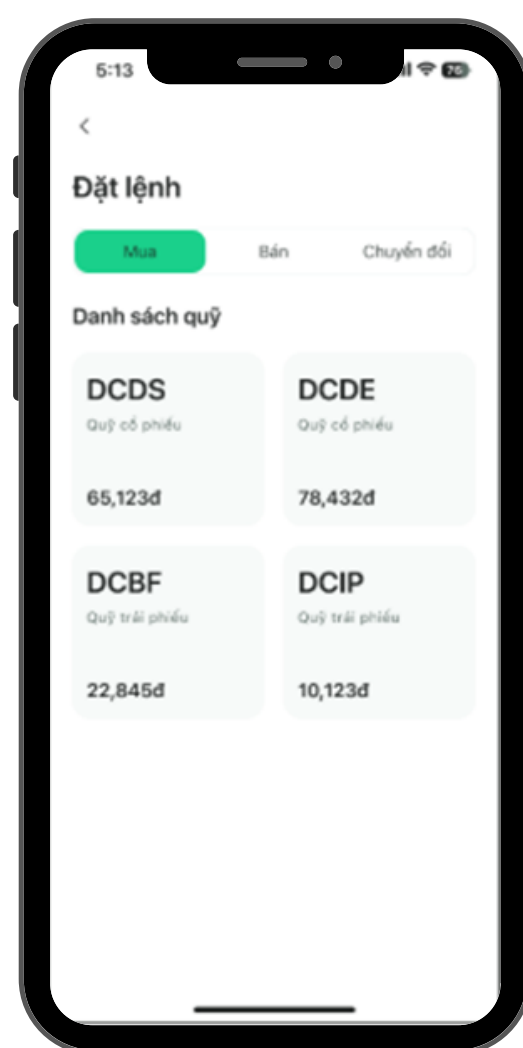 5:13
76
Đặt lệnh
Mua Bán Chuyển đổi
Danh sách quỹ
DCDS DCDE
Quỹ cổ phiếu Quỹ cổ phiếu
65,123đ 78,432đ
DCBF DCIP
Quỹ trái phiếu Quỹ trái phiếu
22,845đ 10,123đ